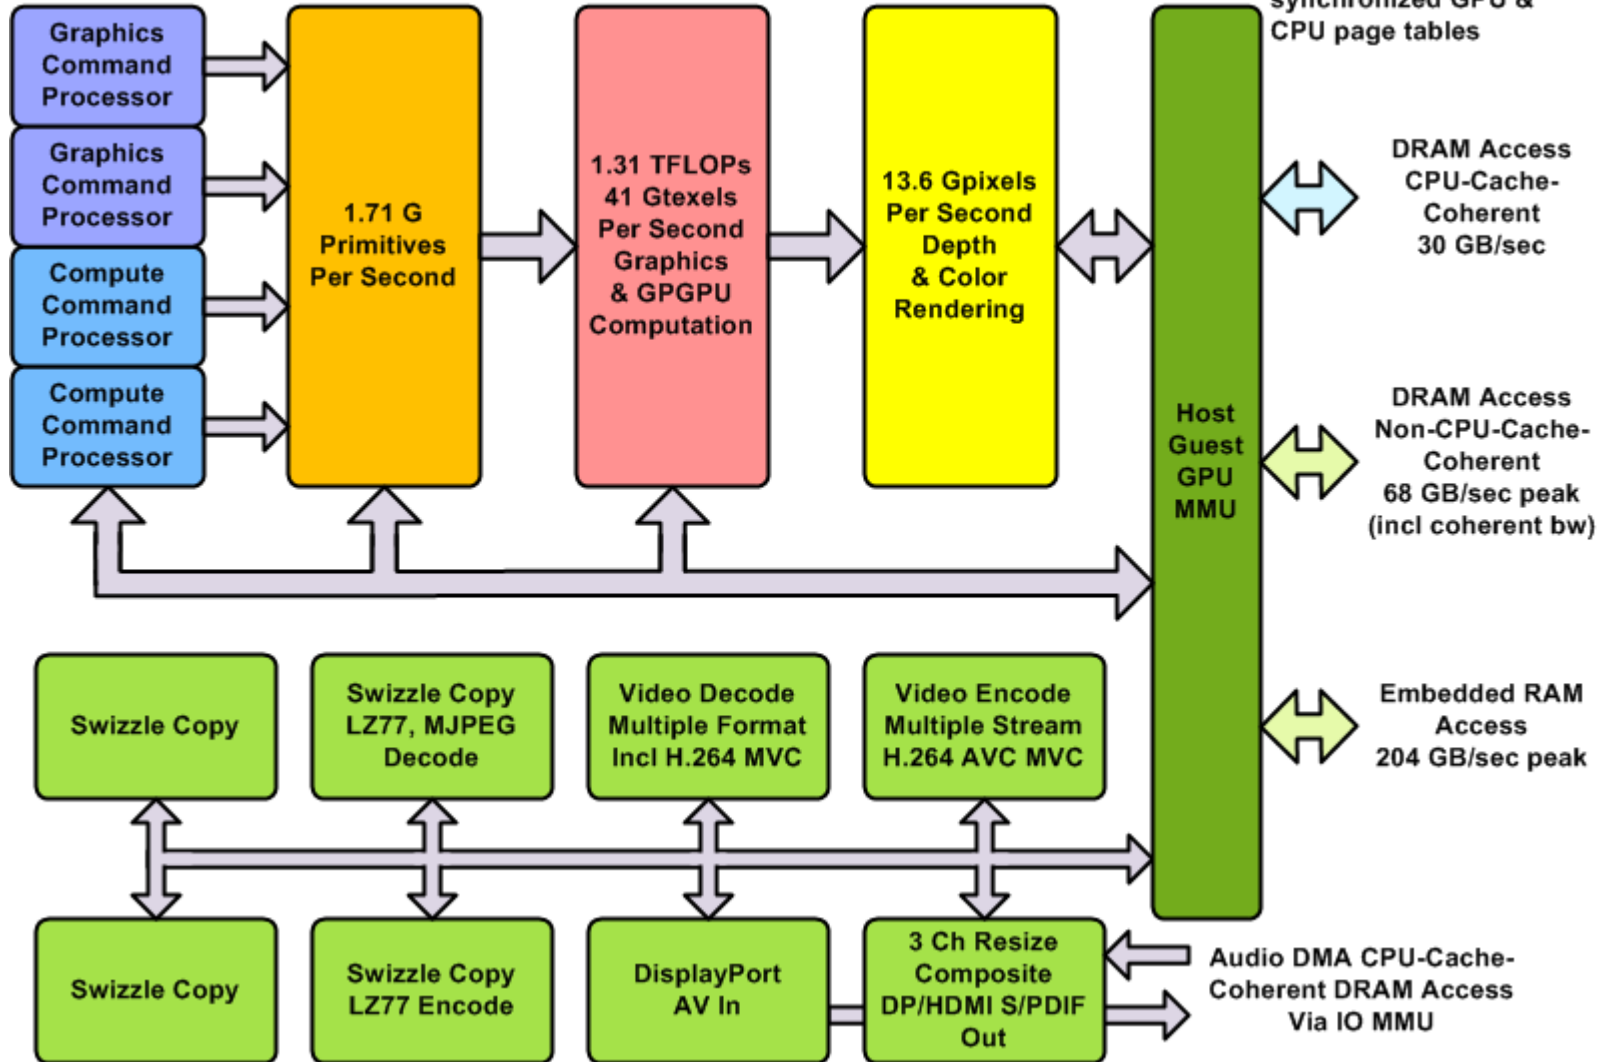 synchronized GPU &
CPU page tables
Graphics
Command
Processor
Graphics
Command
Processor
Compute
Command
Processor
Compute
Command
Processor
1.71 G
Primitives
Per Second
1.31 TFLOPs
41 Gtexels
Per Second
Graphics
& GPGPU
Computation
13.6 Gpixels
Per Second
Depth
& Color
Rendering
Host
Guest
GPU
MMU
DRAM Access
CPU-Cache-
Coherent
30 GB/sec
DRAM Access
Non-CPU-Cache-
Coherent
68 GB/sec peak
(incl coherent bw)
Embedded RAM
Access
204 GB/sec peak
Swizzle Copy
Swizzle Copy
LZ77, MJPEG
Decode
Video Decode
Multiple Format
Incl H.264 MVC
Video Encode
Multiple Stream
H.264 AVC MVC
Swizzle Copy
Swizzle Copy
LZ77 Encode
DisplayPort
AV In
3 Ch Resize
Composite
DP/HDMI S/PDIF
Out
Audio DMA CPU-Cache-
Coherent DRAM Access
Via IO MMU